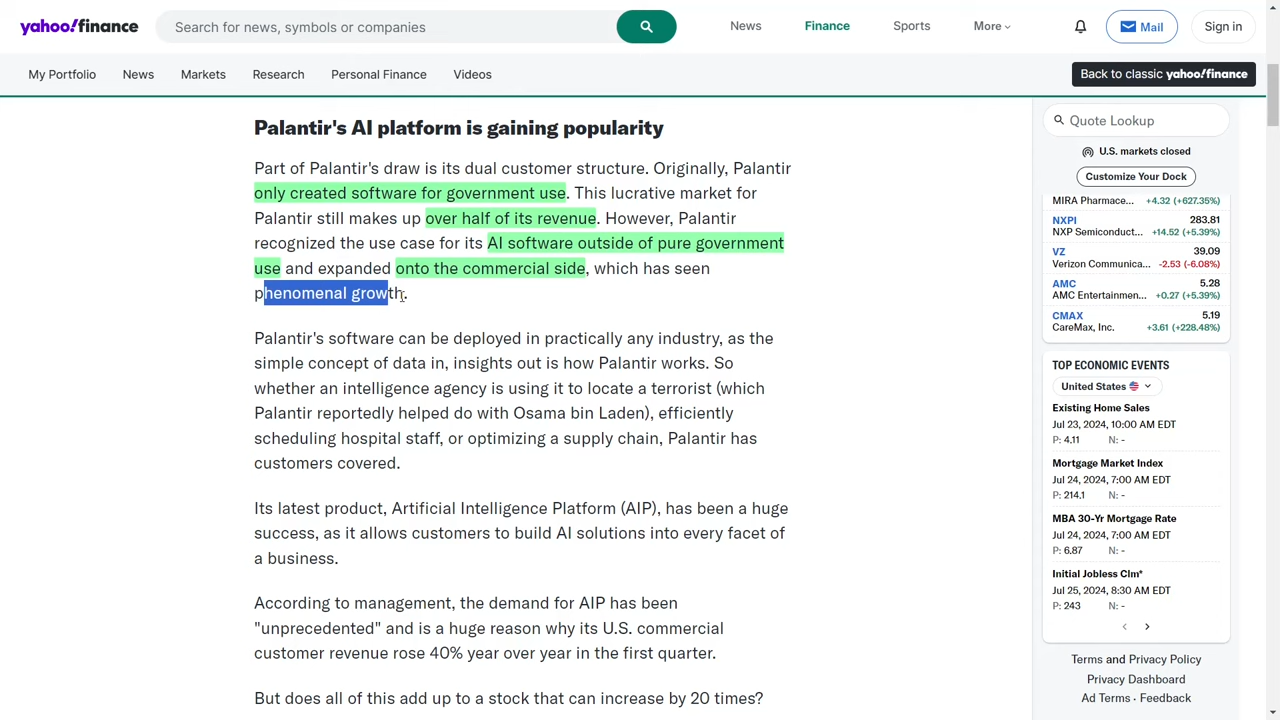 yahoo!finance
Search for news, symbols or companies
News
Finance
Sports
More
Mail
Sign in
My Portfolio
News
Markets
Research
Personal Finance
Videos
Back to classic yahoo!finance
Palantir's AI platform is gaining popularity
Part of Palantir's draw is its dual customer structure. Originally, Palantir
only created software for government use. This lucrative market for
Palantir still makes up over half of its revenue. However, Palantir
recognized the use case for its AI software outside of pure government
use and expanded onto the commercial side, which has seen
phenomenal growth.
Palantir's software can be deployed in practically any industry, as the
simple concept of data in, insights out is how Palantir works. So
whether an intelligence agency is using it to locate a terrorist (which
Palantir reportedly helped do with Osama bin Laden), efficiently
scheduling hospital staff, or optimizing a supply chain, Palantir has
customers covered.
Its latest product, Artificial Intelligence Platform (AIP), has been a huge
success, as it allows customers to build AI solutions into every facet of
a business.
According to management, the demand for AIP has been
"unprecedented" and is a huge reason why its U.S. commercial
customer revenue rose 40% year over year in the first quarter.
But does all of this add up to a stock that can increase by 20 times?
Quote Lookup
U.S. markets closed
Customize Your Dock
MIRA Pharmace... +4.32 (+627.35%)
NXPI 283.81
NXP Semiconduct... +14.52 (+5.39%)
VZ 39.09
Verizon Communica... -2.53 (-6.08%)
AMC 5.28
AMC Entertainmen... +0.27 (+5.39%)
CMAX 5.19
CareMax, Inc. +3.61 (+228.48%)
TOP ECONOMIC EVENTS
United States
Existing Home Sales
Jul 23, 2024, 10:00 AM EDT
P: 4.11 N: -
Mortgage Market Index
Jul 24, 2024, 7:00 AM EDT
P: 214.1 N: -
MBA 30-Yr Mortgage Rate
Jul 24, 2024, 7:00 AM EDT
P: 6.87 N: -
Initial Jobless Clm*
Jul 25, 2024, 8:30 AM EDT
P: 243 N: -
Terms and Privacy Policy
Privacy Dashboard
Ad Terms · Feedback